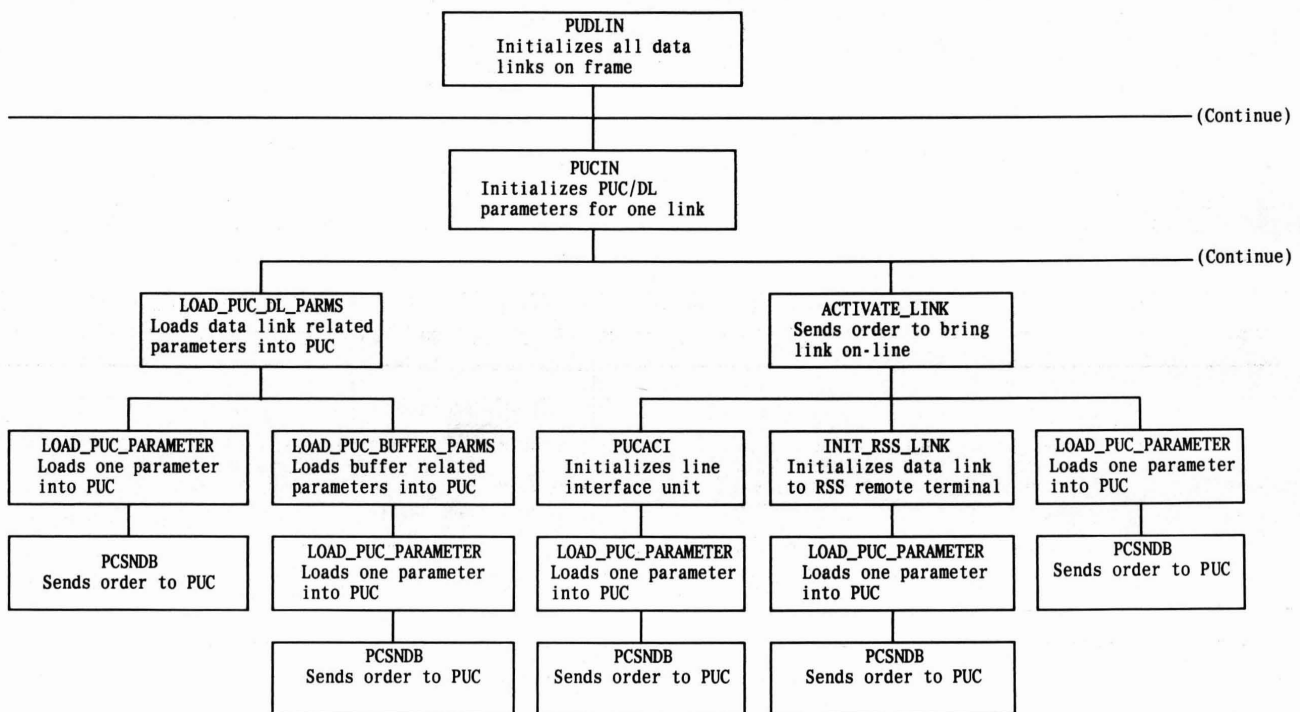 PUDLIN
Initializes all data
links on frame
(Continue)
PUCIN
Initializes PUC/DL
parameters for one link
(Continue)
LOAD_PUC_DL_PARMS
Loads data link related
parameters into PUC
ACTIVATE_LINK
Sends order to bring
link on-line
LOAD_PUC_PARAMETER
Loads one parameter
into PUC
LOAD_PUC_BUFFER_PARMS
Loads buffer related
parameters into PUC
PUCACI
Initializes line
interface unit
INIT_RSS_LINK
Initializes data link
to RSS remote terminal
LOAD_PUC_PARAMETER
Loads one parameter
into PUC
PCSNDB
Sends order to PUC
LOAD_PUC_PARAMETER
Loads one parameter
into PUC
LOAD_PUC_PARAMETER
Loads one parameter
into PUC
LOAD_PUC_PARAMETER
Loads one parameter
into PUC
PCSNDB
Sends order to PUC
PCSNDB
Sends order to PUC
PCSNDB
Sends order to PUC
PCSNDB
Sends order to PUC